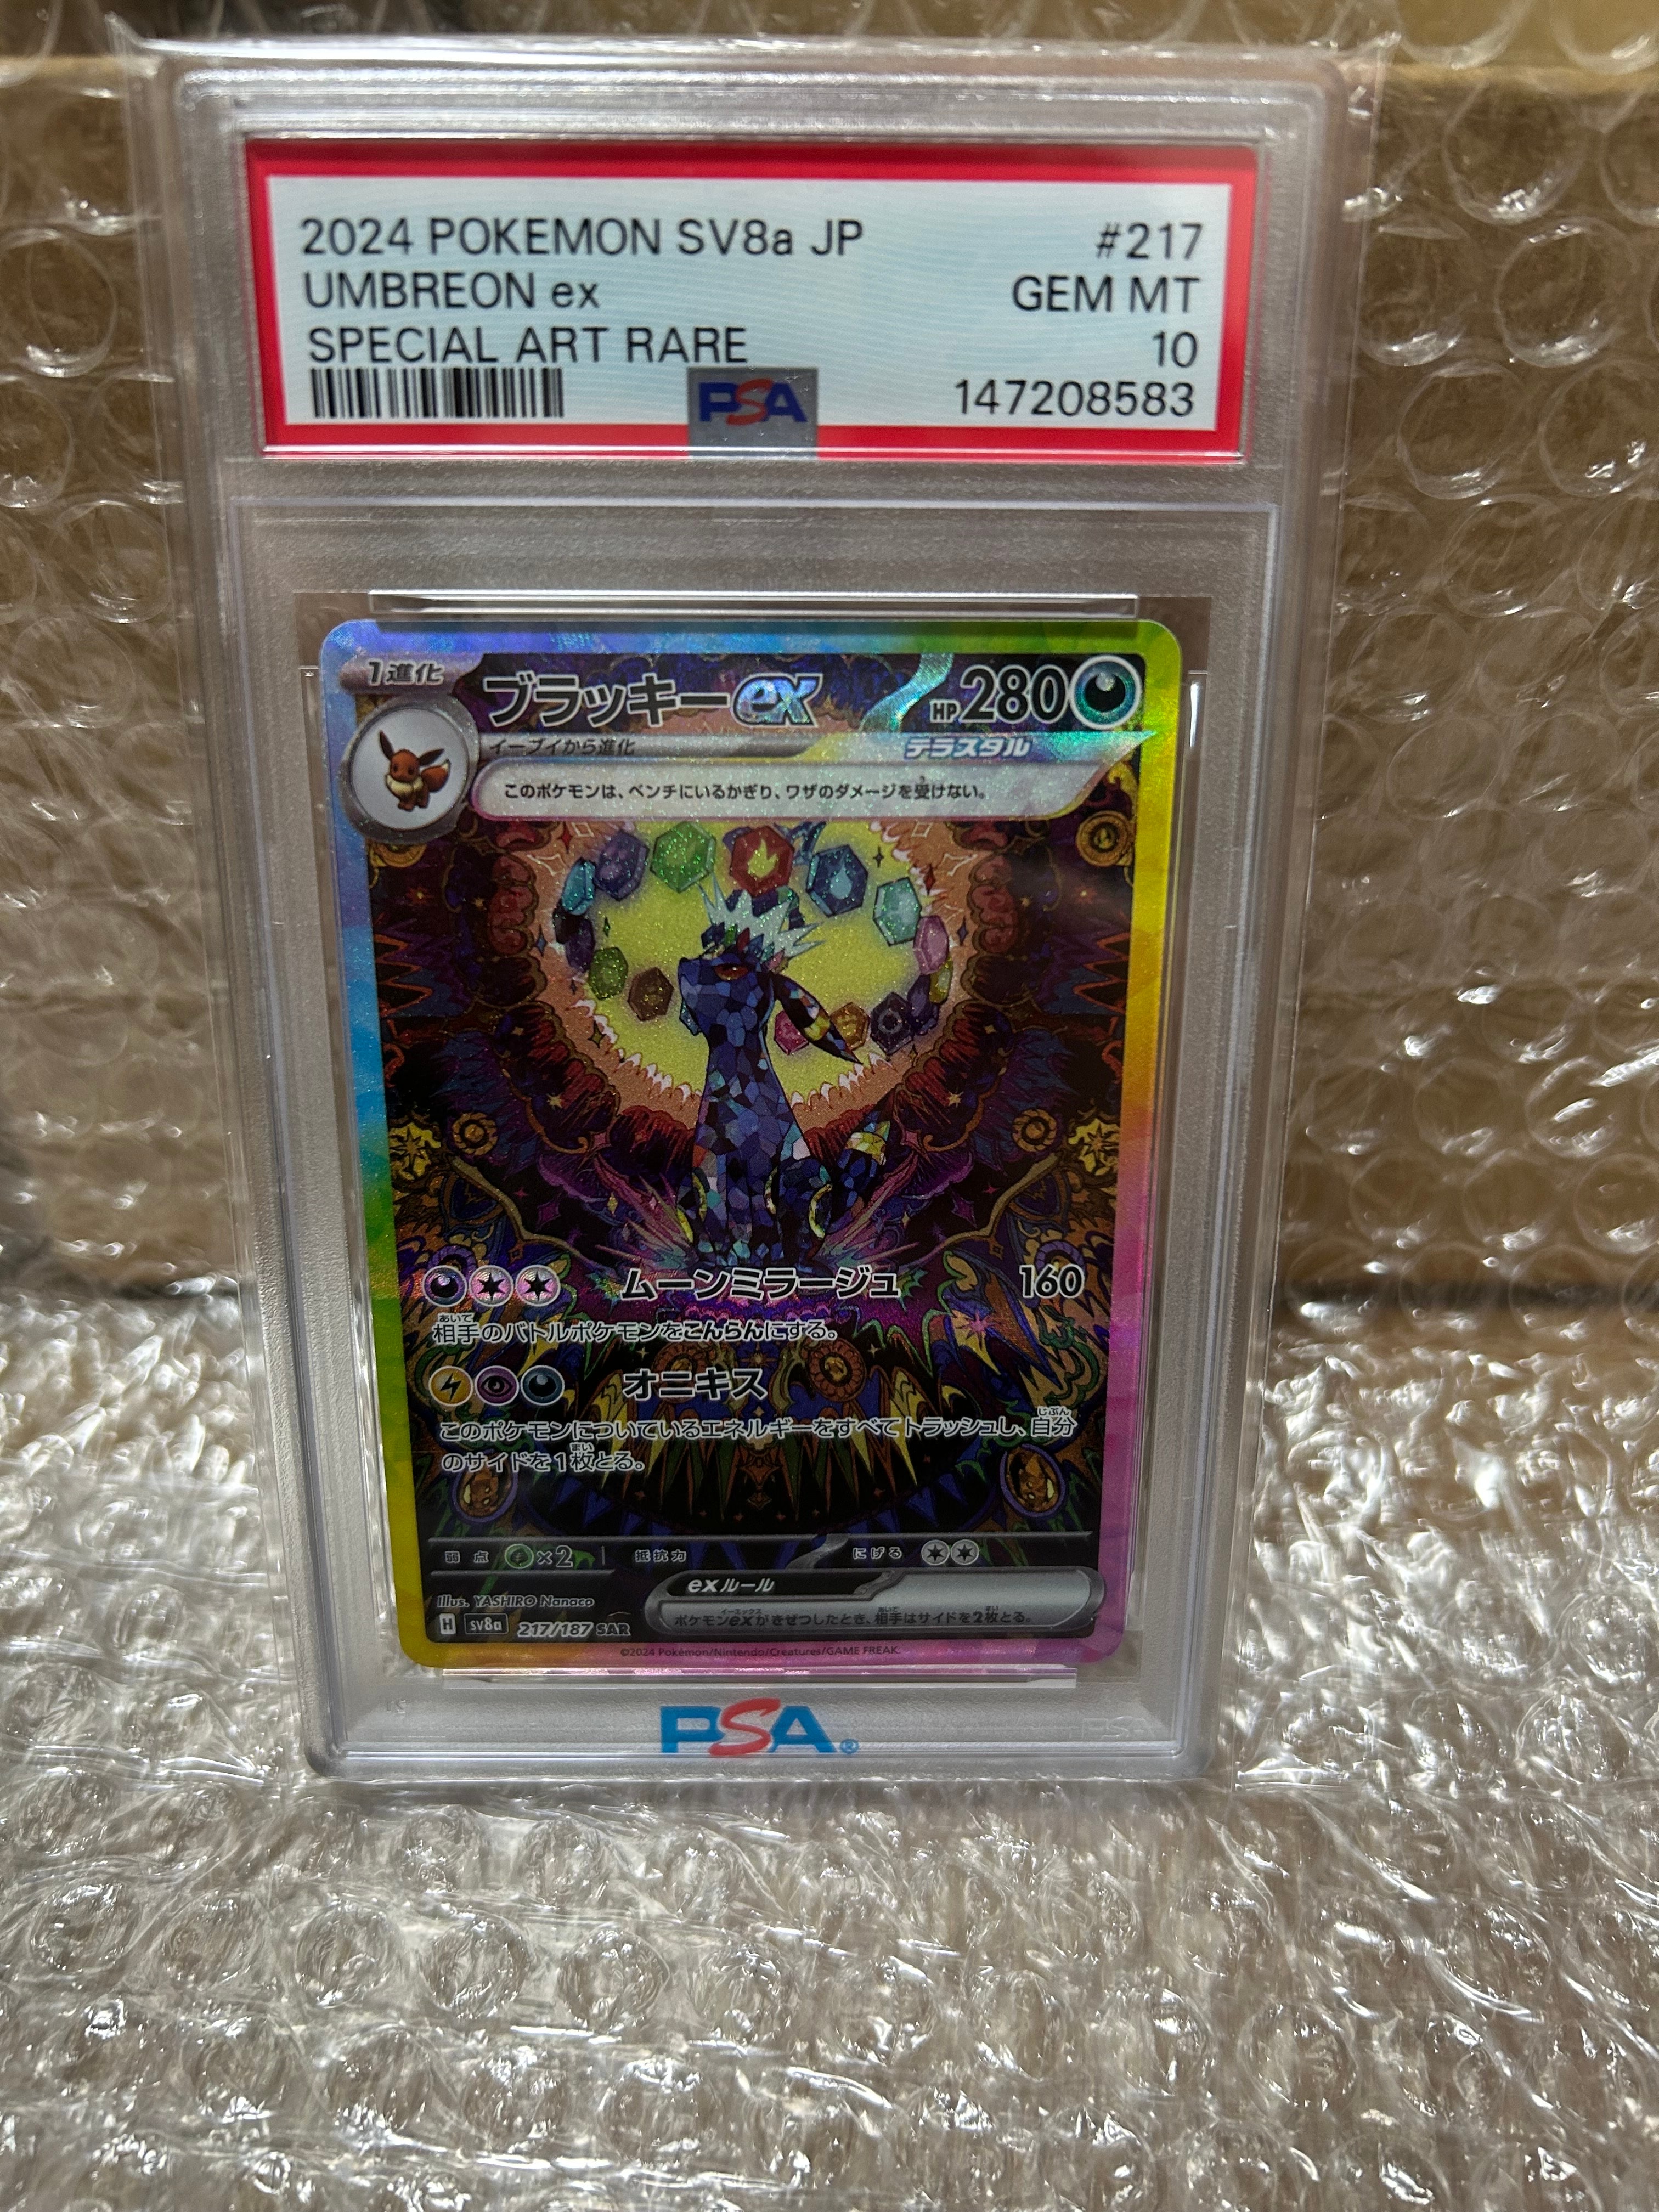 2024 POKEMON SV8a JP #217
UMBREON ex GEM MT
SPECIAL ART RARE 10
PSA 147208583
1進化 ブラッキーex HP280
イーブイから進化 テラスタル
このポケモンは、ベンチにいるかぎり、ワザのダメージを受けない。
ムーンミラージュ 160
相手のバトルポケモンをこんらんにする。
オニキス
このポケモンについているエネルギーをすべてトラッシュし、自分
のサイドを1枚とる。
弱点 ×2 抵抗力 にげる
Illus. YASHIRO Nanaco
exルール
ポケモンexがきぜつしたとき、相手はサイドを2枚とる。
H SV8a 217/187 SAR
©2024 Pokémon/Nintendo/Creatures/GAME FREAK.
PSA®